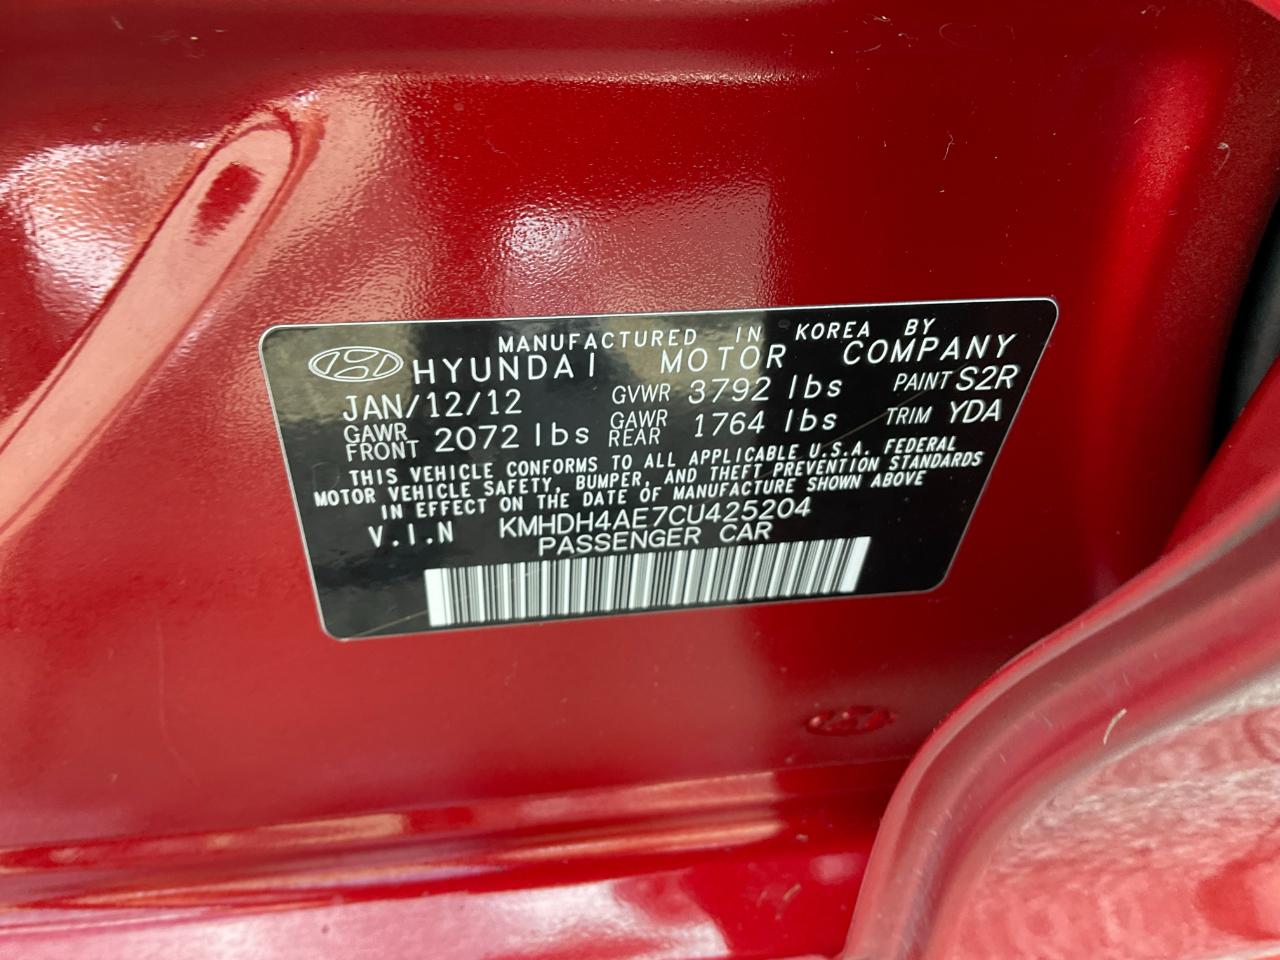 MANUFACTURED IN KOREA BY
HYUNDAI MOTOR COMPANY
JAN/12/12 GVWR 3792 lbs PAINT S2R
GAWR FRONT 2072 lbs GAWR REAR 1764 lbs TRIM YDA
THIS VEHICLE CONFORMS TO ALL APPLICABLE U.S.A. FEDERAL
MOTOR VEHICLE SAFETY, BUMPER, AND THEFT PREVENTION STANDARDS
IN EFFECT ON THE DATE OF MANUFACTURE SHOWN ABOVE
V.I.N KMHDH4AE7CU425204
PASSENGER CAR